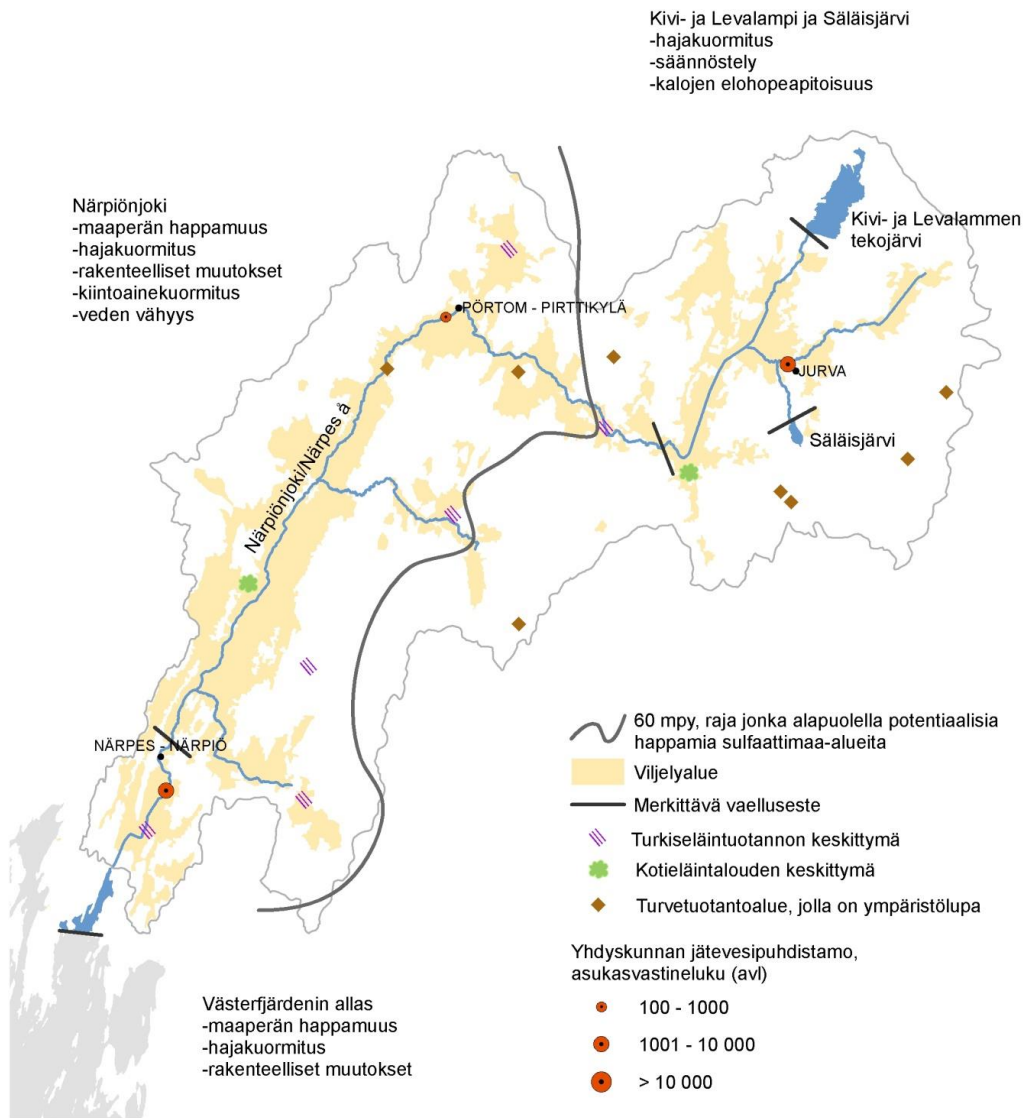 Kivi- ja Levalampi ja Säläisjärvi
-hajakuormitus
-säännöstely
-kalojen elohopeapitoisuus
Närpiönjoki
-maaperän happamuus
-hajakuormitus
-rakenteelliset muutokset
-kiintoainekuormitus
-veden vähyys
Kivi- ja Levalammen
tekojärvi
PÖRTOM - PIRTTIKYLÄ
JURVA
Säläisjärvi
Närpiönjoki/Närpes å
NÄRPES - NÄRPIÖ
60 mpy, raja jonka alapuolella potentiaalisia
happamia sulfaattimaa-alueita
Viljelyalue
Merkittävä vaelluseste
Turkiseläintuotannon keskittymä
Kotieläintalouden keskittymä
Turvetuotantoalue, jolla on ympäristölupa
Yhdyskunnan jätevesipuhdistamo,
asukasvastineluku (avl)
100 - 1000
1001 - 10 000
> 10 000
Västerfjärdenin allas
-maaperän happamuus
-hajakuormitus
-rakenteelliset muutokset